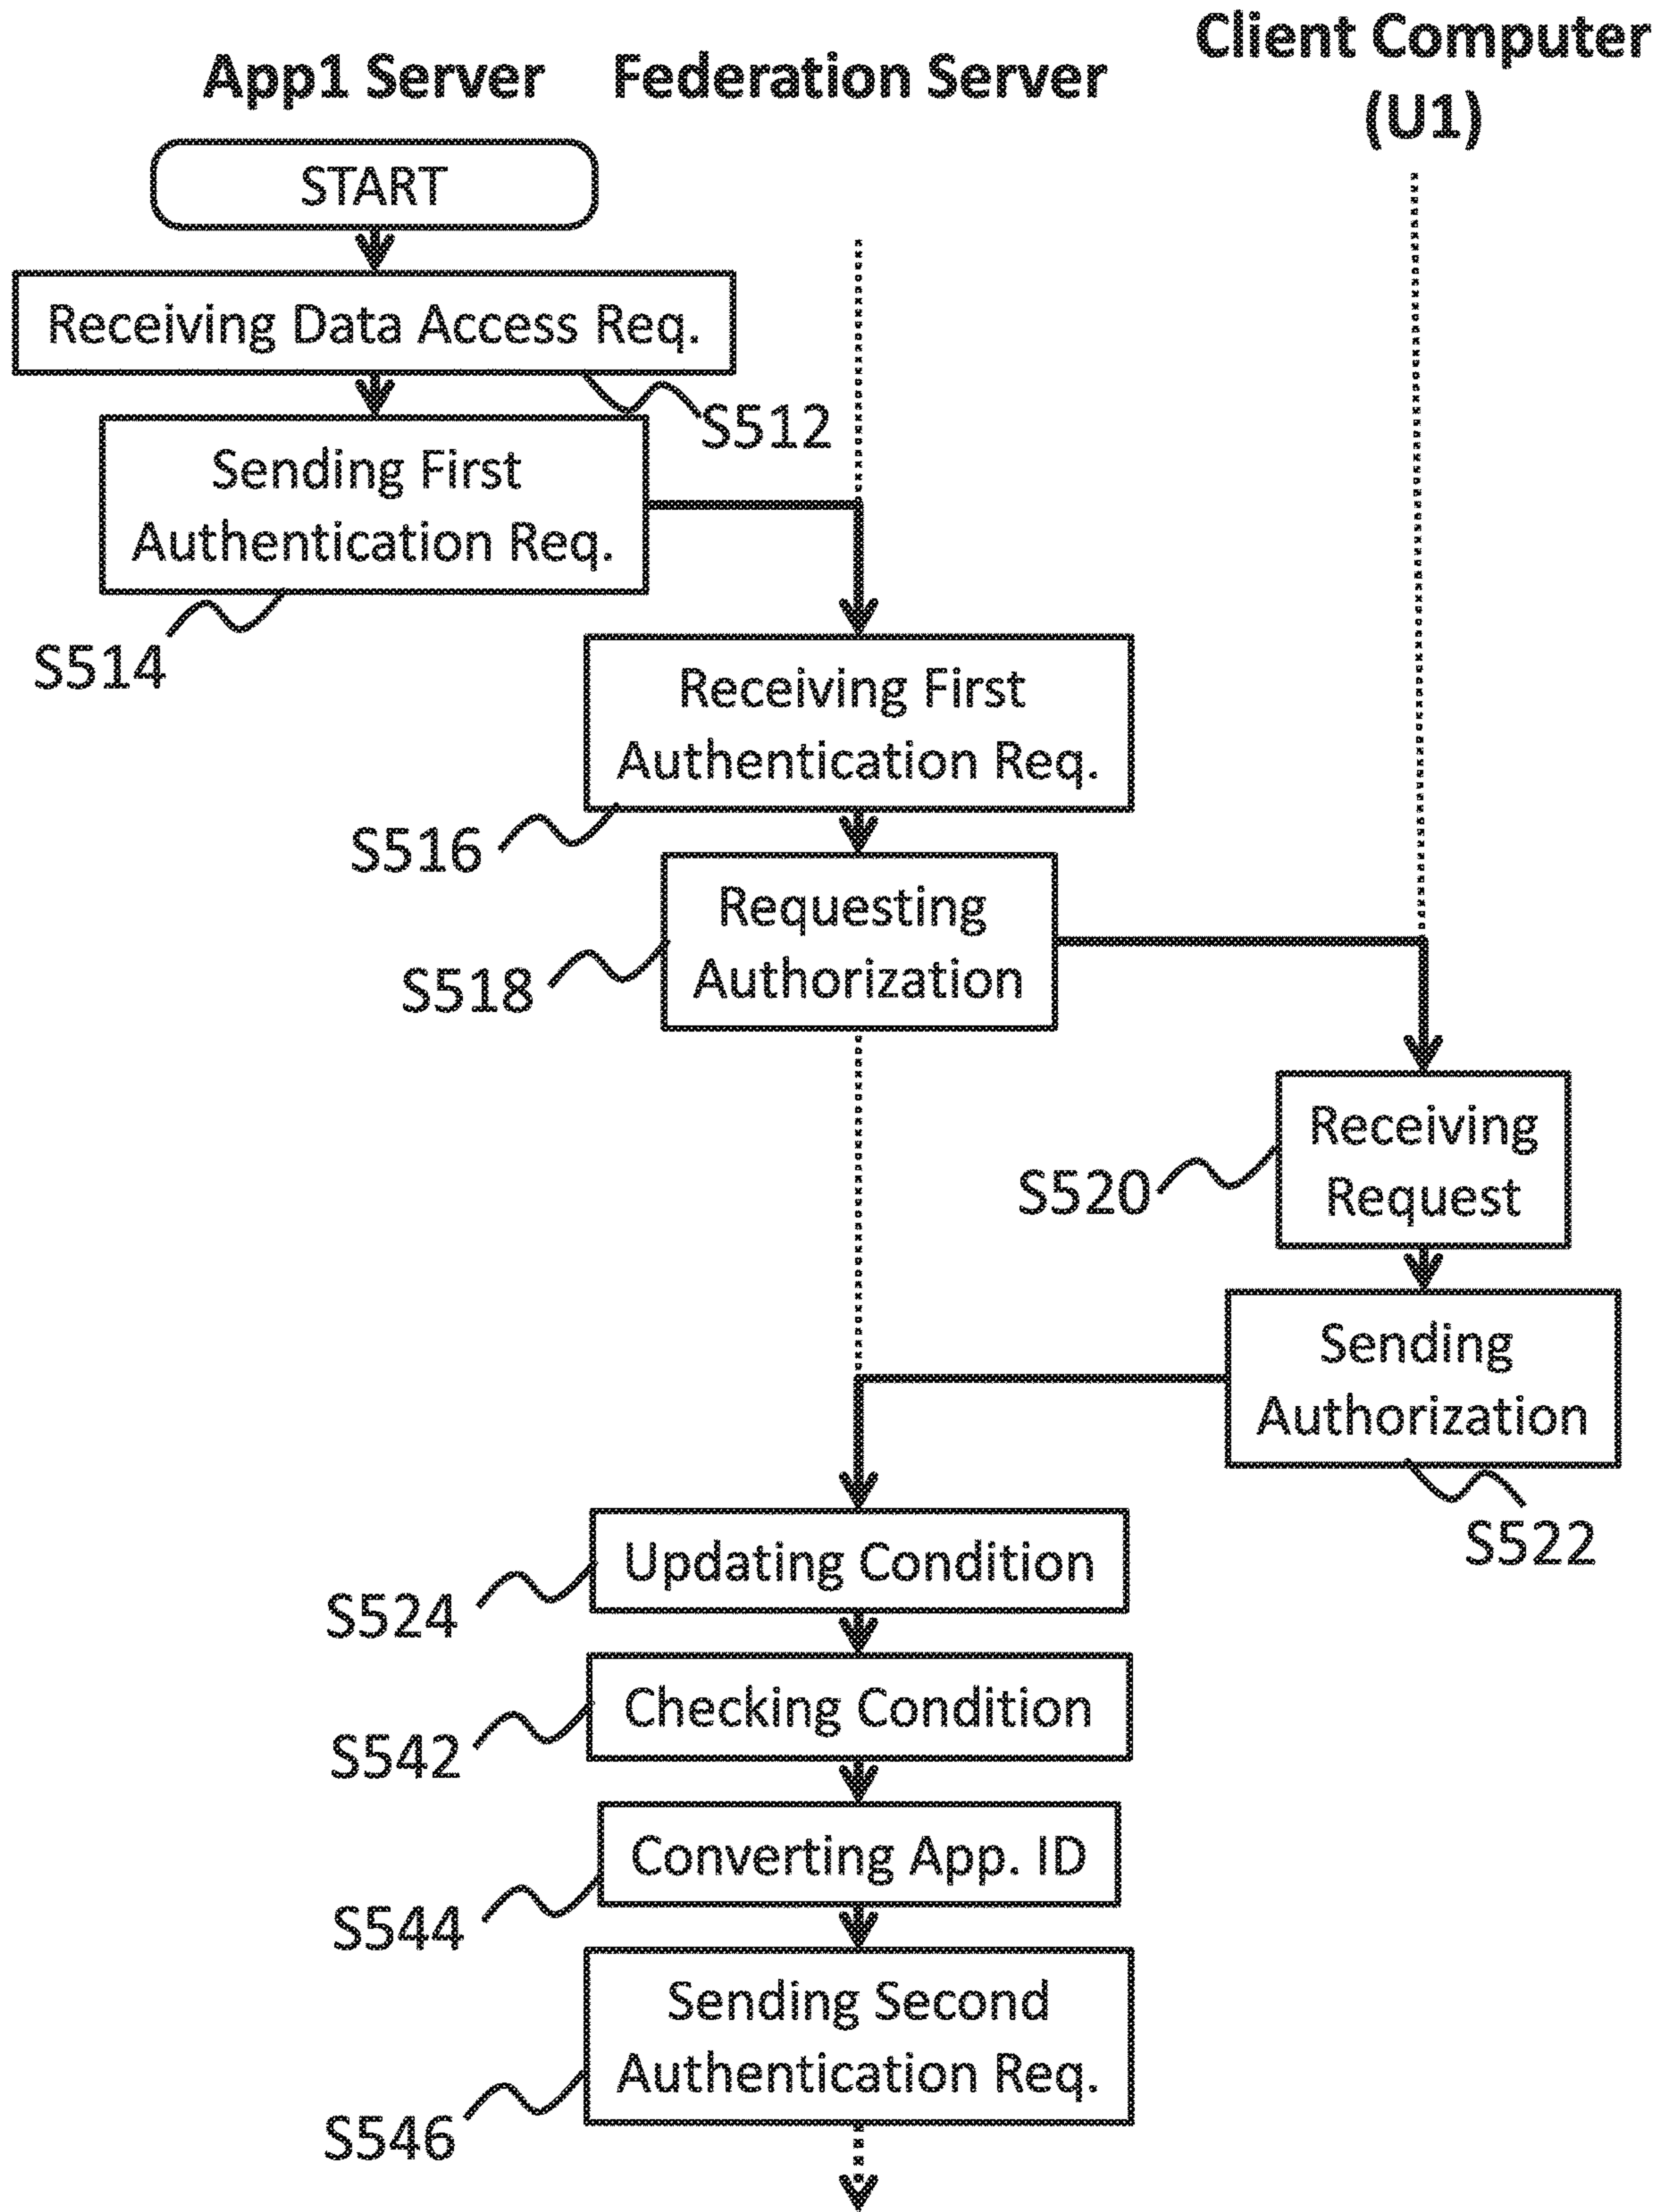 App1 Server
Federation Server
Client Computer
(U1)
START
Receiving Data Access Req.
S512
Sending First
Authentication Req.
S514
Receiving First
Authentication Req.
S516
Requesting
Authorization
S518
Receiving
Request
S520
Sending
Authorization
S522
Updating Condition
S524
Checking Condition
S542
Converting App. ID
S544
Sending Second
Authentication Req.
S546